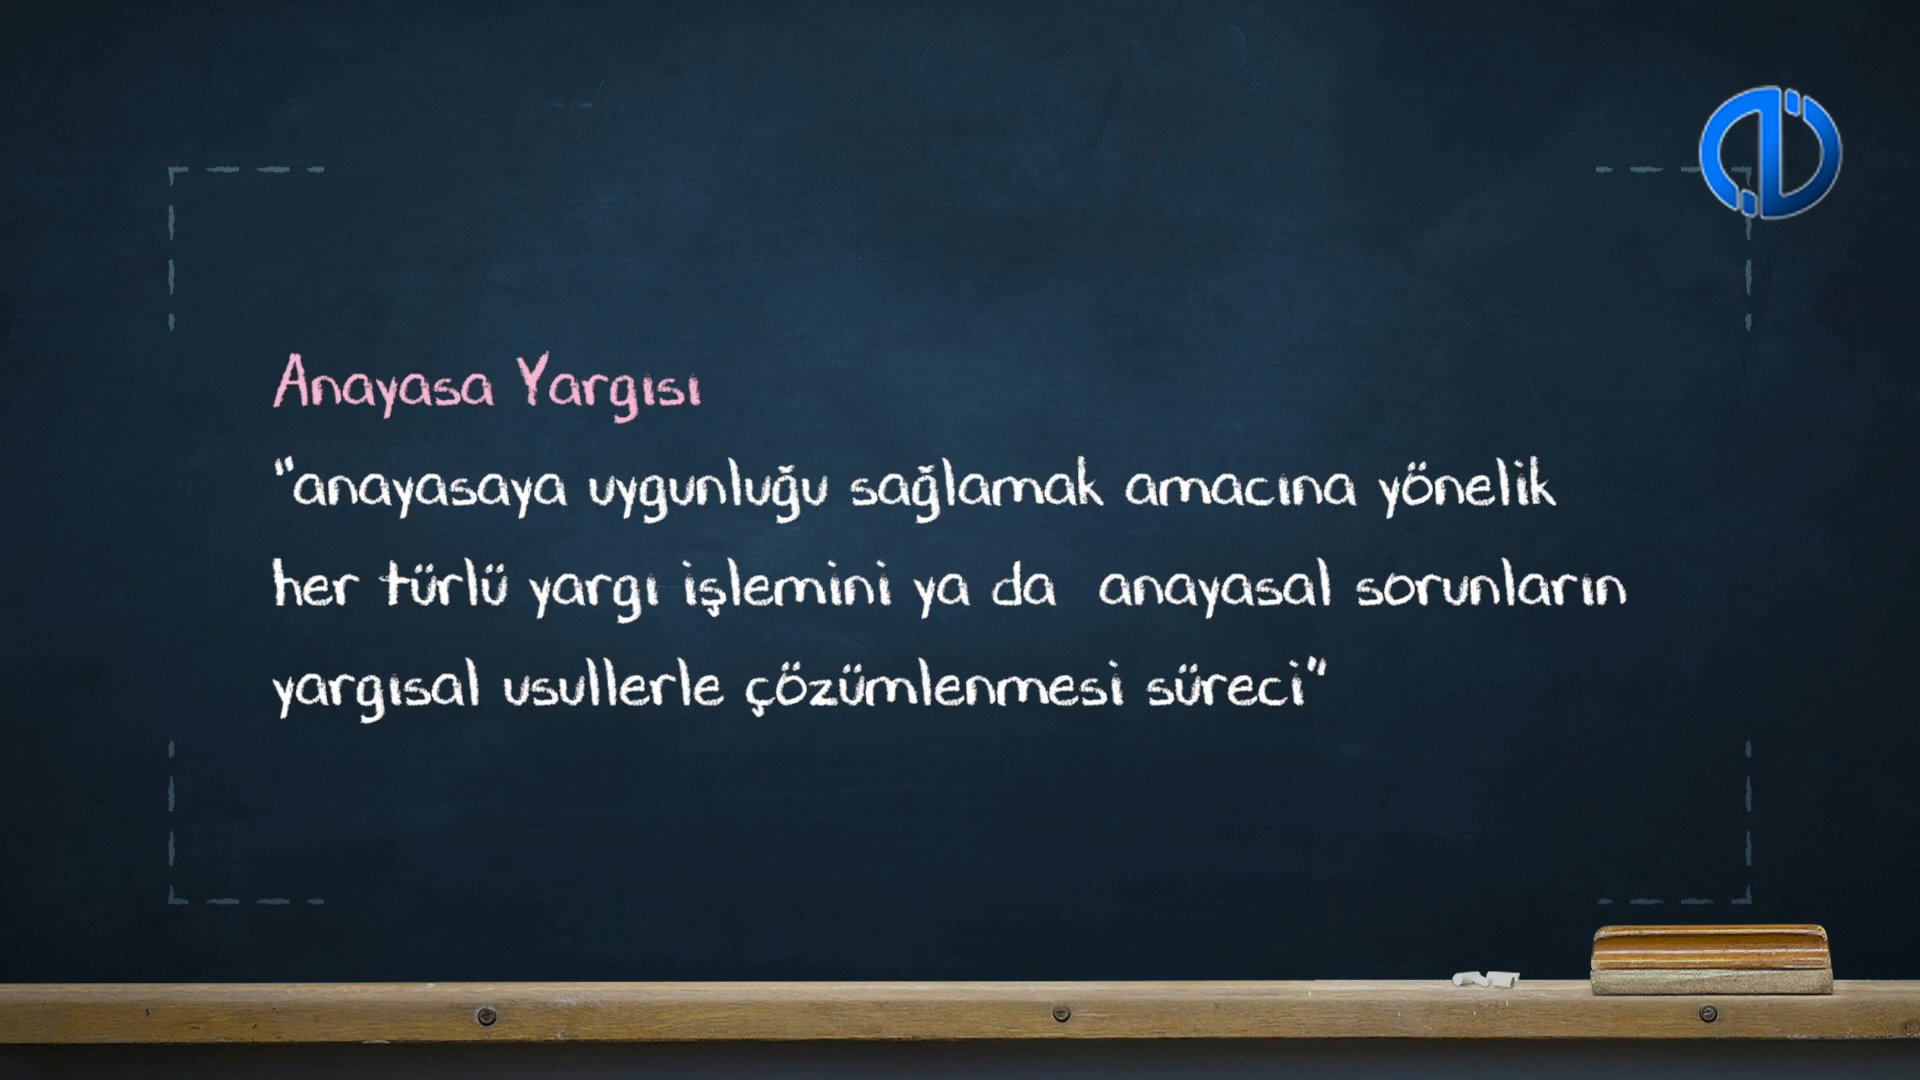 Anayasa Yargısı
"anayasaya uygunluğu sağlamak amacına yönelik
her türlü yargı işlemini ya da anayasal sorunların
yargısal usullerle çözümlenmesi süreci"